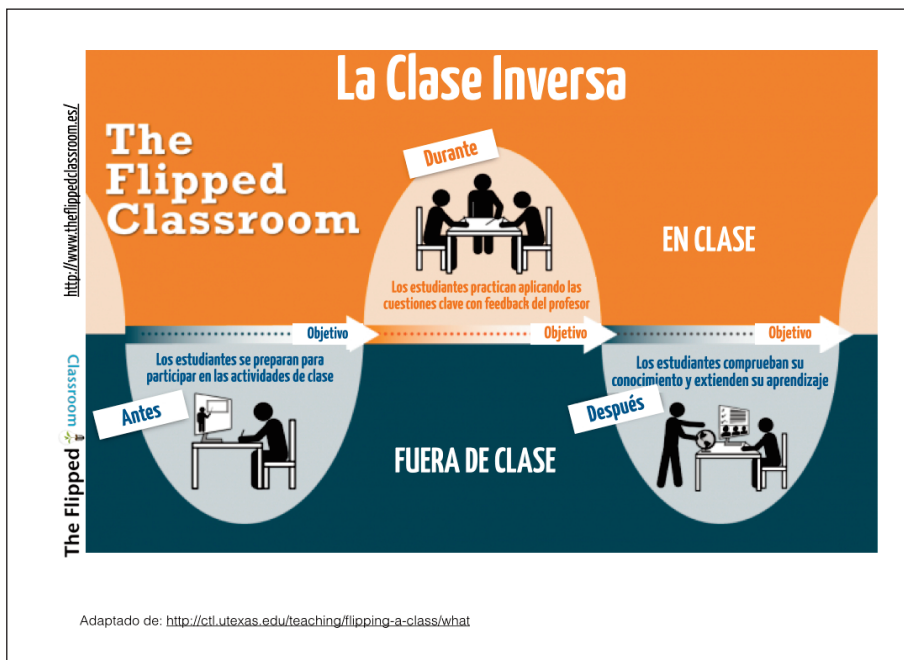 La Clase Inversa
http://www.theflippedclassroom.es/
The
Flipped
Classroom
Durante
EN CLASE
Los estudiantes practican aplicando las
cuestiones clave con feedback del profesor
Objetivo
Objetivo
Objetivo
Los estudiantes se preparan para
participar en las actividades de clase
Antes
Los estudiantes comprueban su
conocimiento y extienden su aprendizaje
Después
FUERA DE CLASE
The Flipped Classroom
Adaptado de: http://ctl.utexas.edu/teaching/flipping-a-class/what